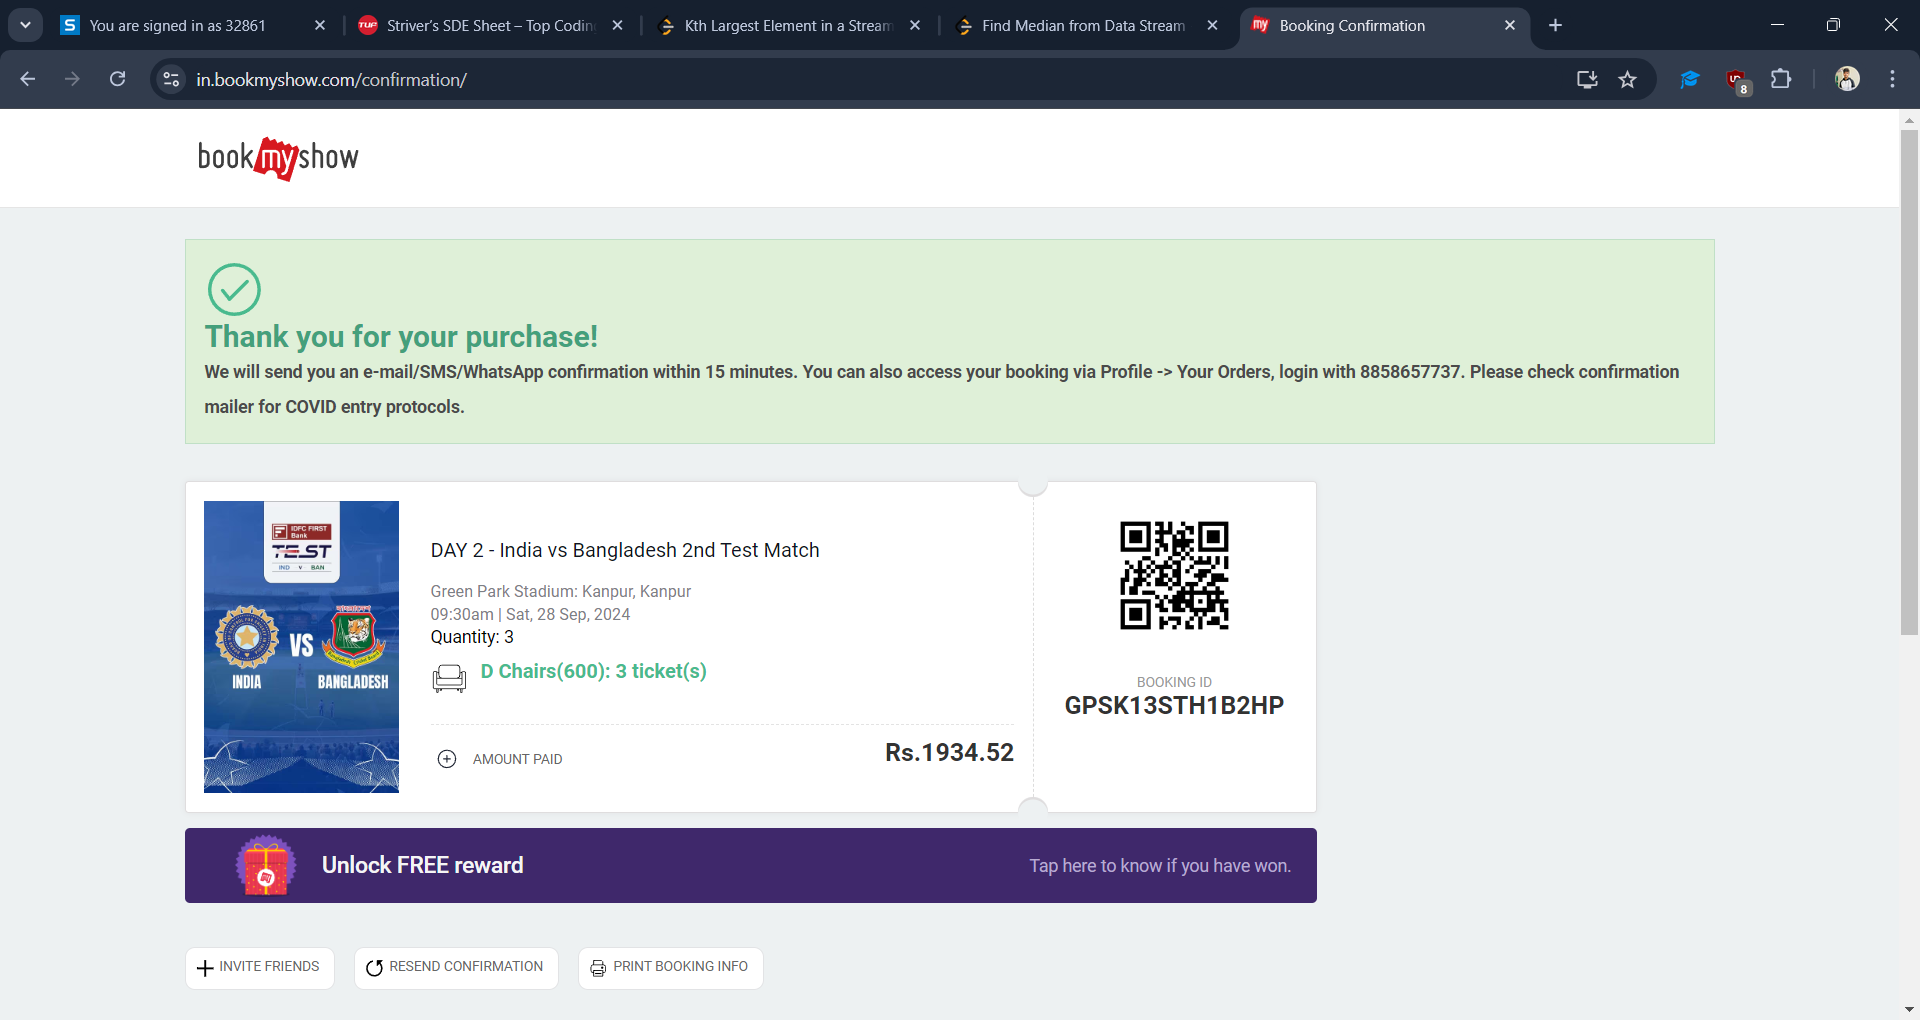 You are signed in as 32861
Striver's SDE Sheet – Top Codin
Kth Largest Element in a Stream
Find Median from Data Stream
Booking Confirmation
in.bookmyshow.com/confirmation/
8
bookmyshow
Thank you for your purchase!
We will send you an e-mail/SMS/WhatsApp confirmation within 15 minutes. You can also access your booking via Profile -> Your Orders, login with 8858657737. Please check confirmation
mailer for COVID entry protocols.
IDFC FIRST
Bank
TEST
IND v BAN
VS
INDIA
BANGLADESH
DAY 2 - India vs Bangladesh 2nd Test Match
Green Park Stadium: Kanpur, Kanpur
09:30am | Sat, 28 Sep, 2024
Quantity: 3
D Chairs(600): 3 ticket(s)
AMOUNT PAID
Rs.1934.52
BOOKING ID
GPSK13STH1B2HP
Unlock FREE reward
Tap here to know if you have won.
INVITE FRIENDS
RESEND CONFIRMATION
PRINT BOOKING INFO